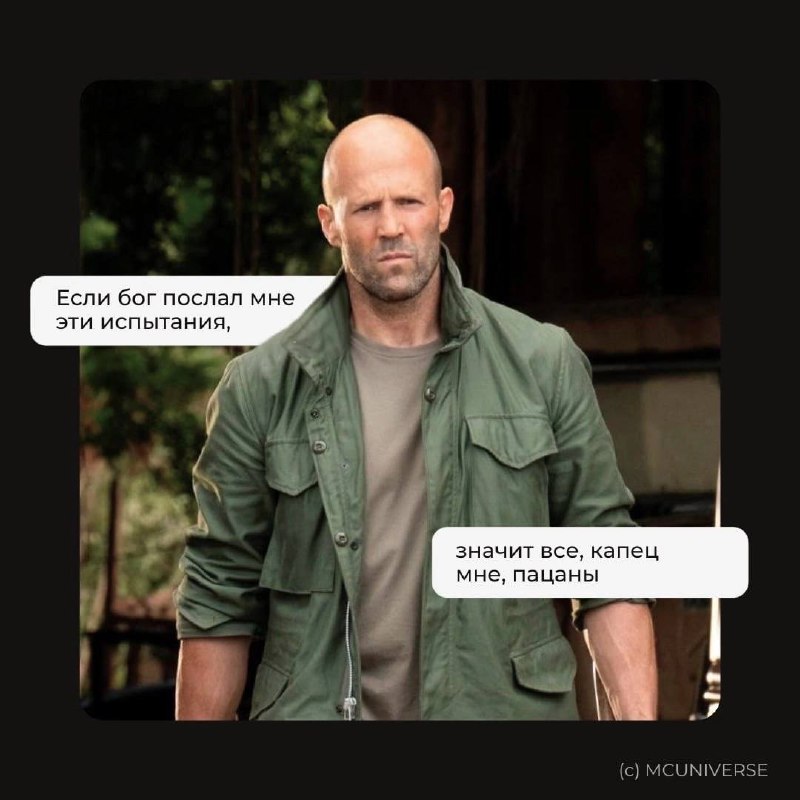 Если бог послал мне
эти испытания,
значит все, капец
мне, пацаны
(c) MCUNIVERSE